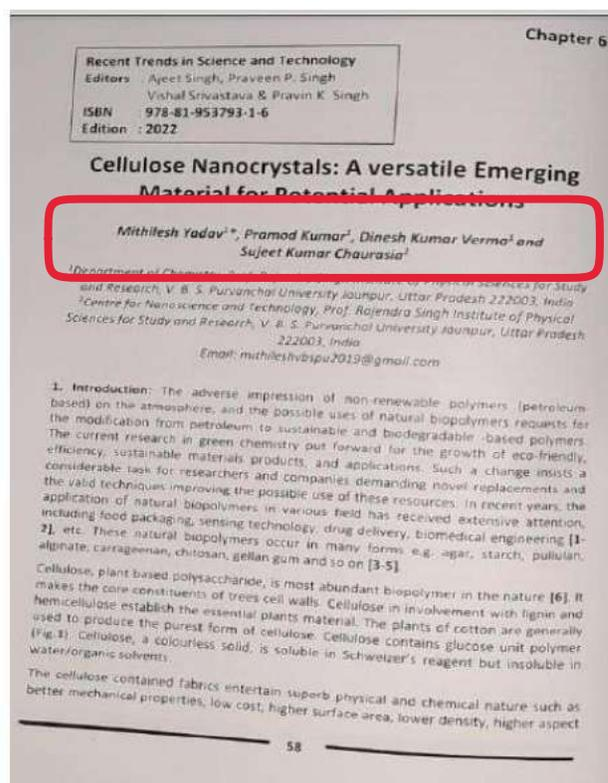 Chapter 6
Recent Trends in Science and Technology
Editors : Ajeet Singh, Praveen P. Singh
Vishal Srivastava & Pravin K. Singh
ISBN : 978-81-953793-1-6
Edition : 2022
Cellulose Nanocrystals: A versatile Emerging
Material for Potential Applications
Mithilesh Yadav¹*, Pramod Kumar¹, Dinesh Kumar Verma¹ and
Sujeet Kumar Chaurasia²
¹Department of Chemistry, of Physical Sciences for Study
and Research, V. B. S. Purvanchal University Jaunpur, Uttar Pradesh 222003, India
²Centre for Nanoscience and Technology, Prof. Rajendra Singh Institute of Physical
Sciences for Study and Research, V. B. S. Purvanchal University Jaunpur, Uttar Pradesh
222003, India
Email: mithileshvbspu2019@gmail.com
1. Introduction: The adverse impression of non-renewable polymers (petroleum-
based) on the atmosphere, and the possible uses of natural biopolymers requests for
the modification from petroleum to sustainable and biodegradable -based polymers.
The current research in green chemistry put forward for the growth of eco-friendly,
efficiency, sustainable materials products, and applications. Such a change insists a
considerable task for researchers and companies demanding novel replacements and
the valid techniques improving the possible use of these resources. In recent years, the
application of natural biopolymers in various field has received extensive attention,
including food packaging, sensing technology, drug delivery, biomedical engineering [1-
2], etc. These natural biopolymers occur in many forms e.g. agar, starch, pullulan,
alginate, carrageenan, chitosan, gellan gum and so on [3-5].
Cellulose, plant based polysaccharide, is most abundant biopolymer in the nature [6]. It
makes the core constituents of trees cell walls. Cellulose in involvement with lignin and
hemicellulose establish the essential plants material. The plants of cotton are generally
used to produce the purest form of cellulose. Cellulose contains glucose unit polymer
(Fig.1). Cellulose, a colourless solid, is soluble in Schweizer's reagent but insoluble in
water/organic solvents.
The cellulose contained fabrics entertain superb physical and chemical nature such as
better mechanical properties, low cost, higher surface area, lower density, higher aspect
58